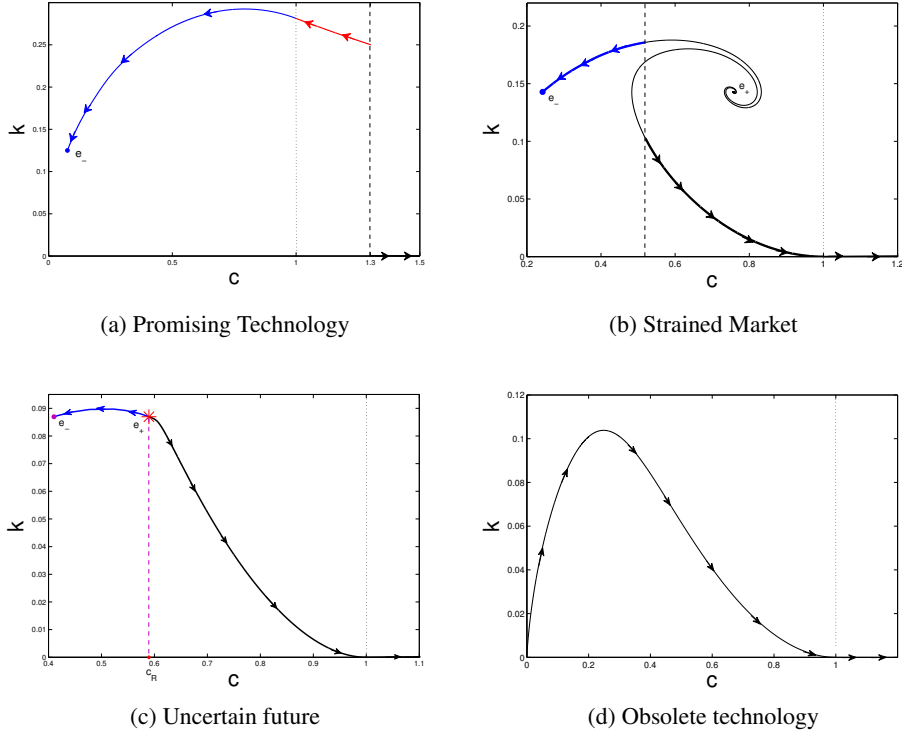 0.25
0.2
0.15
0.1
0.05
0
k
e_
0
0.5
1
1.3
1.5
c
(a) Promising Technology
0.2
0.15
0.1
0.05
0
k
e_
e+
0.2
0.4
0.6
0.8
1
1.2
c
(b) Strained Market
0.09
0.08
0.07
0.06
0.05
0.04
0.03
0.02
0.01
0
k
e_
e+
0.4
0.5
0.6
0.7
0.8
0.9
1
1.1
cR
c
(c) Uncertain future
0.12
0.1
0.08
0.06
0.04
0.02
0
k
0
0.2
0.4
0.6
0.8
1
c
(d) Obsolete technology